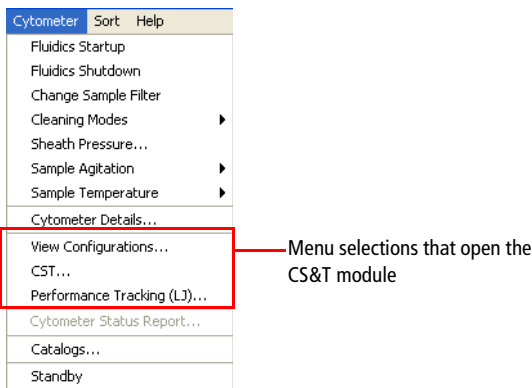 Cytometer Sort Help
Fluidics Startup
Fluidics Shutdown
Change Sample Filter
Cleaning Modes
Sheath Pressure...
Sample Agitation
Sample Temperature
Cytometer Details...
View Configurations...
CST...
Performance Tracking (LJ)...
Cytometer Status Report...
Catalogs...
Standby
Menu selections that open the
CS&T module